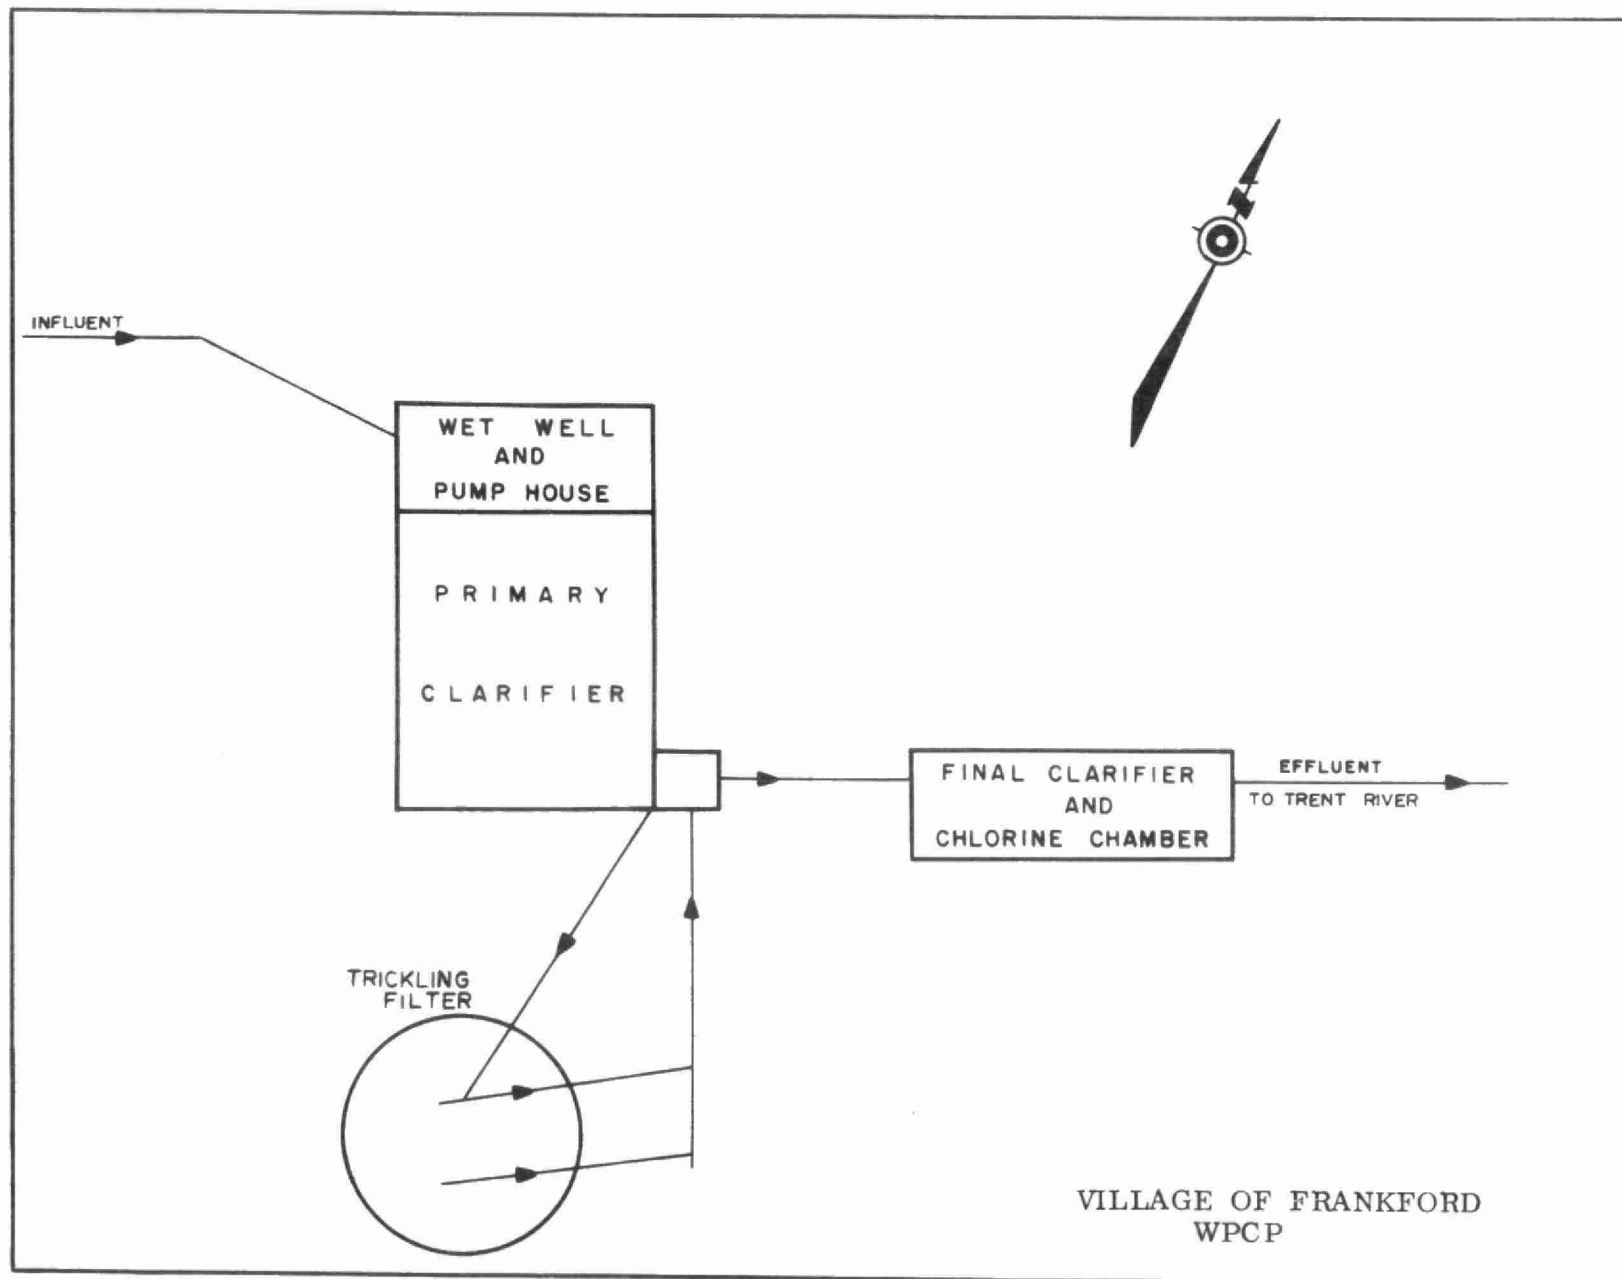 INFLUENT
WET WELL
AND
PUMP HOUSE
PRIMARY
CLARIFIER
FINAL CLARIFIER
AND
CHLORINE CHAMBER
EFFLUENT
TO TRENT RIVER
TRICKLING
FILTER
N
VILLAGE OF FRANKFORD
WPCP